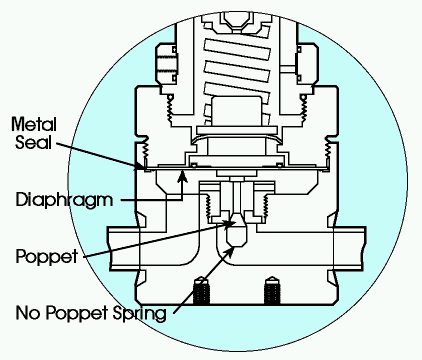 Metal
Seal
Diaphragm
Poppet
No Poppet Spring